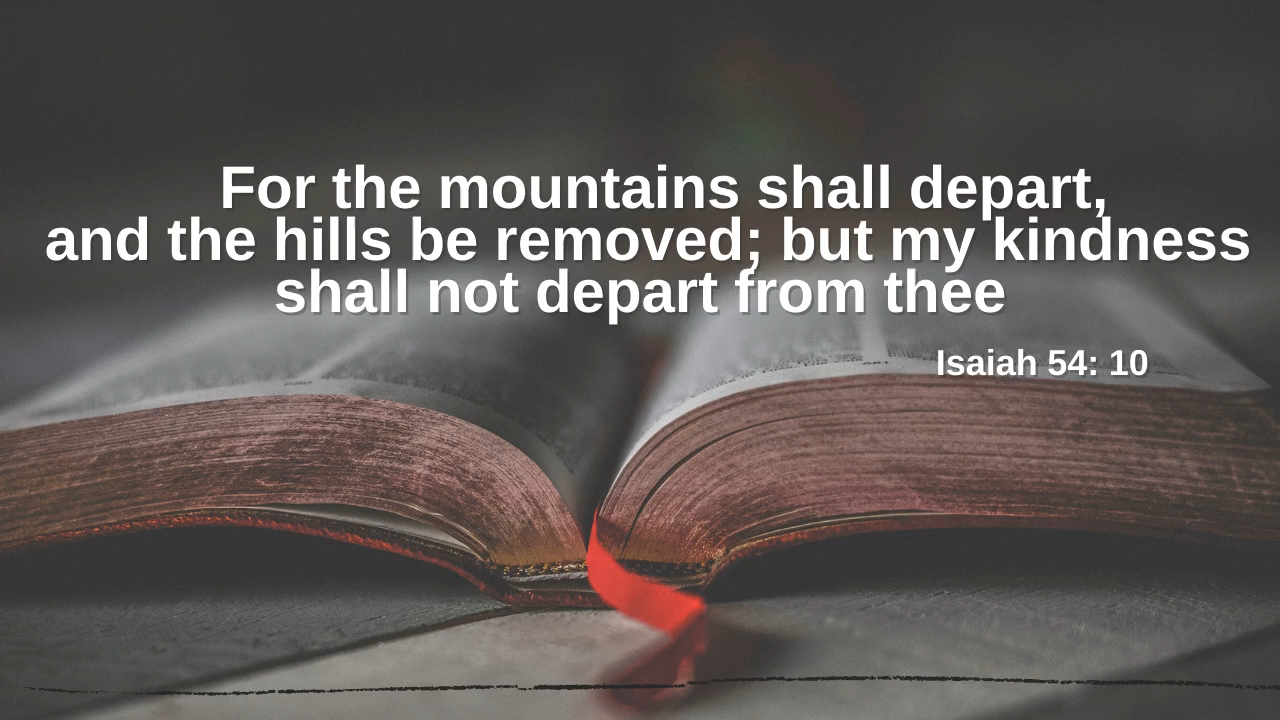 For the mountains shall depart,
and the hills be removed; but my kindness
shall not depart from thee
Isaiah 54: 10